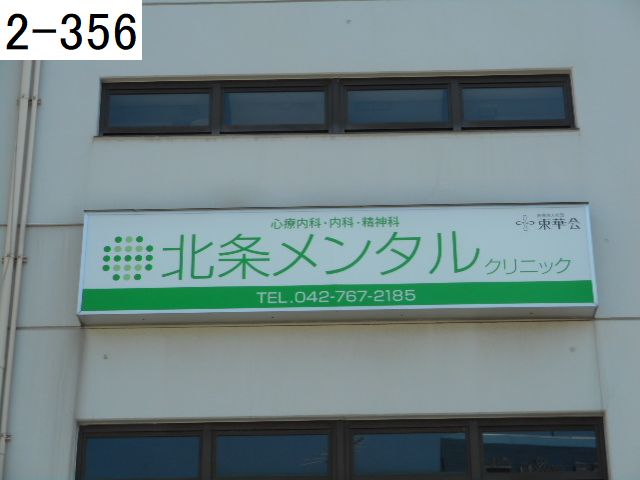 2-356
心療内科・内科・精神科
北条メンタルクリニック
東華会
TEL.042-767-2185